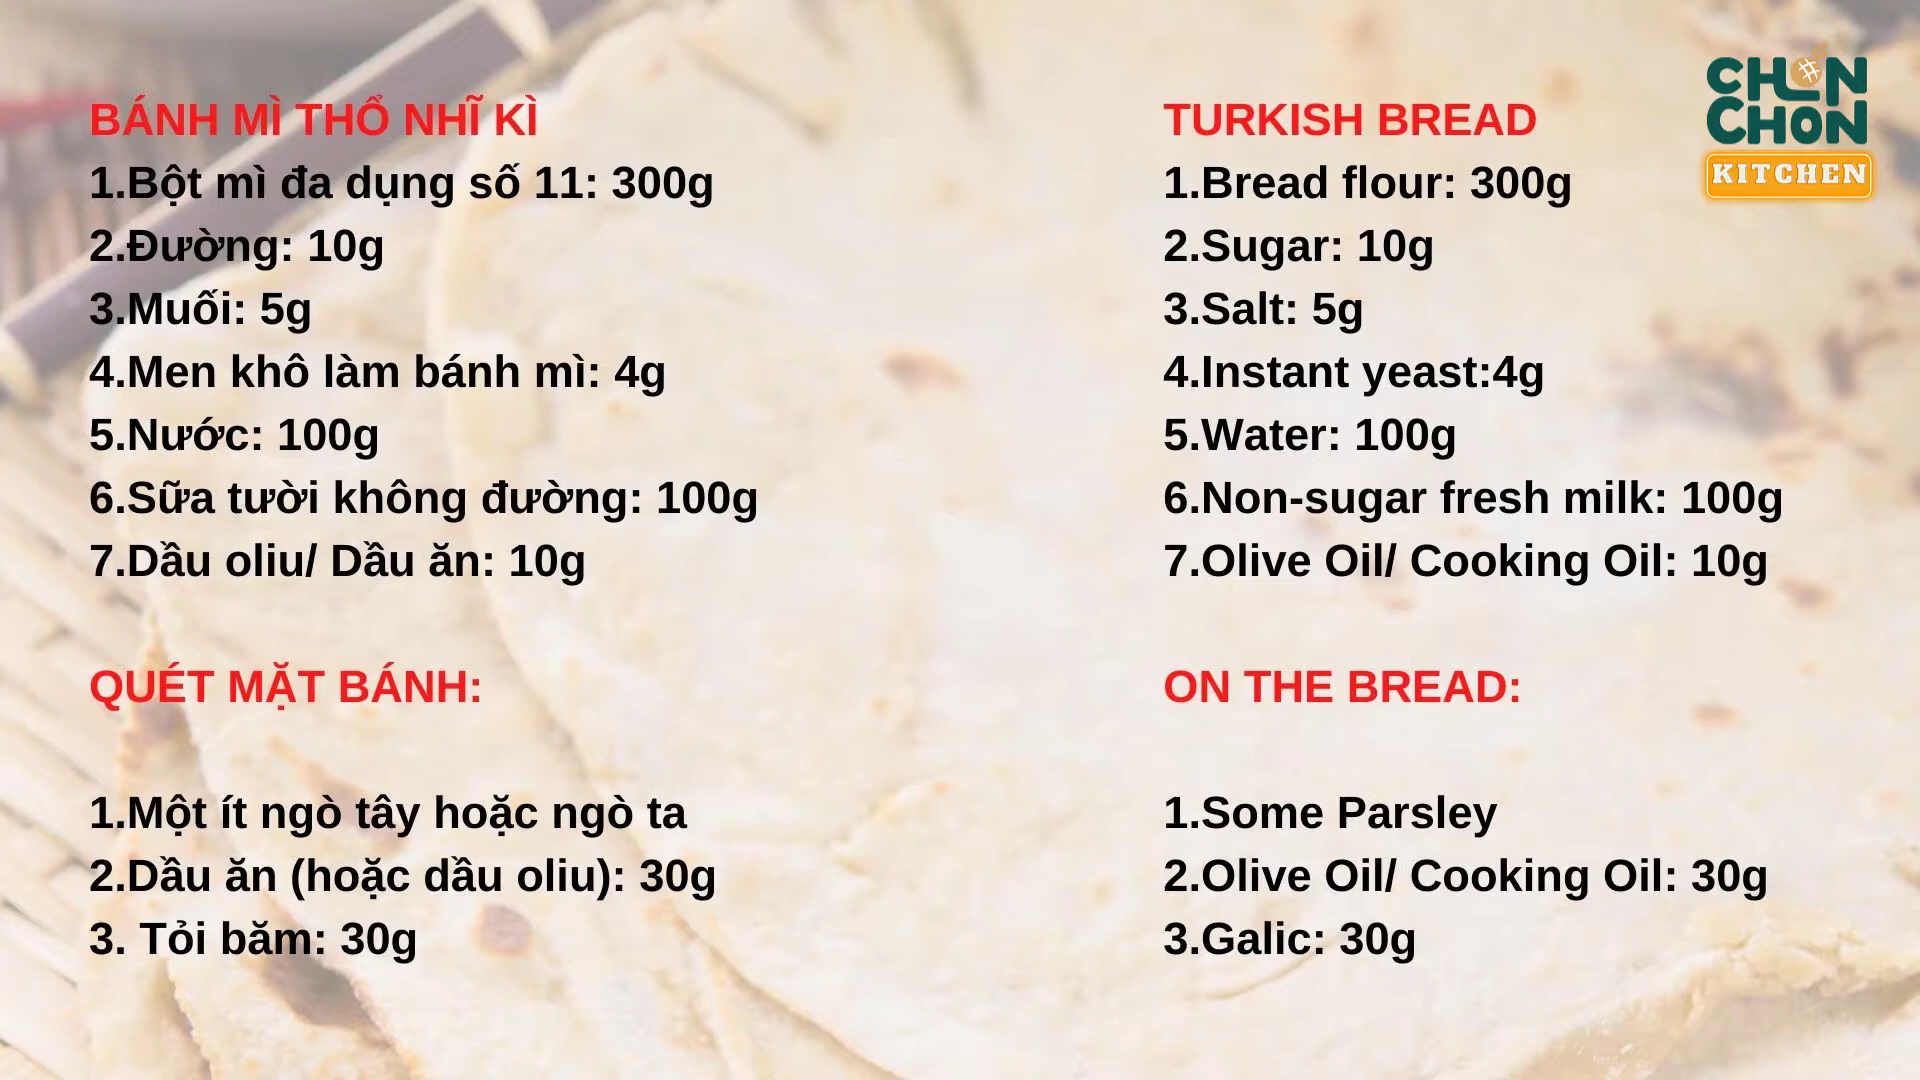 BÁNH MÌ THỔ NHĨ KÌ
1.Bột mì đa dụng số 11: 300g
2.Đường: 10g
3.Muối: 5g
4.Men khô làm bánh mì: 4g
5.Nước: 100g
6.Sữa tười không đường: 100g
7.Dầu oliu/ Dầu ăn: 10g
QUÉT MẶT BÁNH:
1.Một ít ngò tây hoặc ngò ta
2.Dầu ăn (hoặc dầu oliu): 30g
3. Tỏi băm: 30g
TURKISH BREAD
1.Bread flour: 300g
2.Sugar: 10g
3.Salt: 5g
4.Instant yeast:4g
5.Water: 100g
6.Non-sugar fresh milk: 100g
7.Olive Oil/ Cooking Oil: 10g
ON THE BREAD:
1.Some Parsley
2.Olive Oil/ Cooking Oil: 30g
3.Galic: 30g
CHON
CHON
KITCHEN